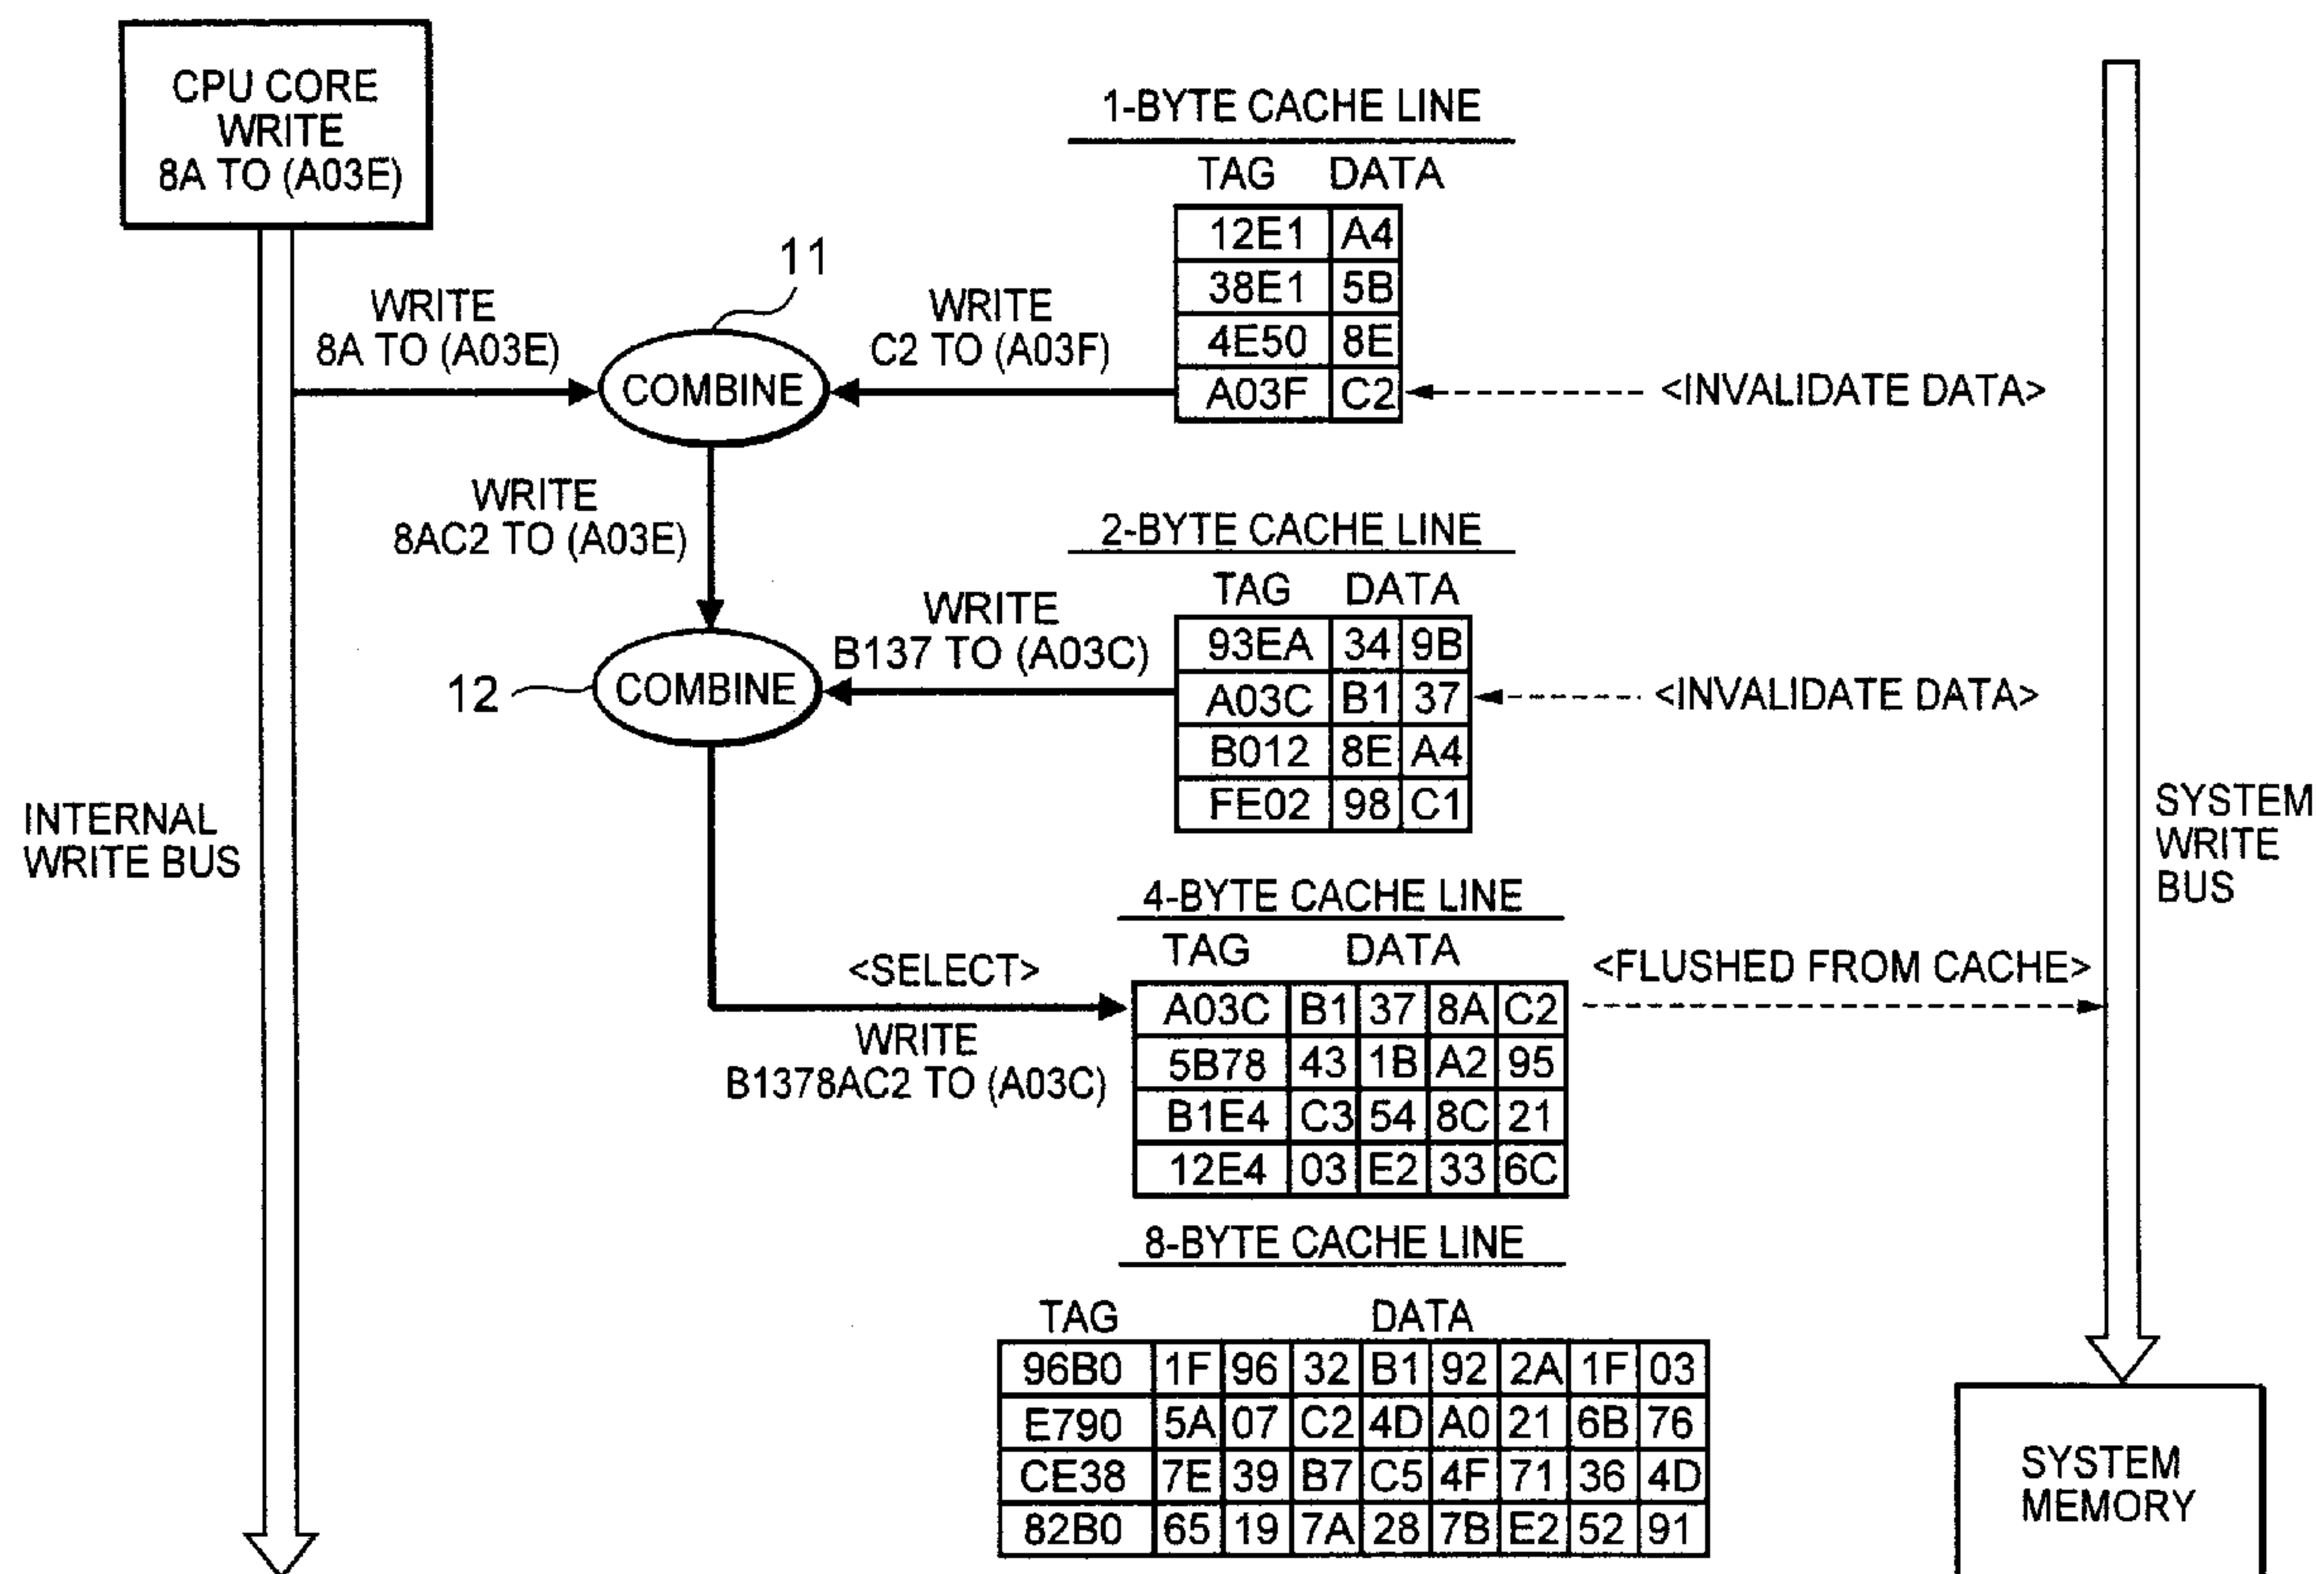 CPU CORE
WRITE
8A TO (A03E)
1-BYTE CACHE LINE
TAG DATA
12E1 A4
38E1 5B
4E50 8E
A03F C2
11
WRITE
8A TO (A03E)
COMBINE
WRITE
C2 TO (A03F)
<INVALIDATE DATA>
WRITE
8AC2 TO (A03E)
2-BYTE CACHE LINE
TAG DATA
93EA 34 9B
A03C B1 37
B012 8E A4
FE02 98 C1
12
COMBINE
WRITE
B137 TO (A03C)
<INVALIDATE DATA>
INTERNAL
WRITE BUS
SYSTEM
WRITE
BUS
4-BYTE CACHE LINE
TAG DATA
A03C B1 37 8A C2
5B78 43 1B A2 95
B1E4 C3 54 8C 21
12E4 03 E2 33 6C
<SELECT>
WRITE
B1378AC2 TO (A03C)
<FLUSHED FROM CACHE>
8-BYTE CACHE LINE
TAG DATA
96B0 1F 96 32 B1 92 2A 1F 03
E790 5A 07 C2 4D A0 21 6B 76
CE38 7E 39 B7 C5 4F 71 36 4D
82B0 65 19 7A 28 7B E2 52 91
SYSTEM
MEMORY